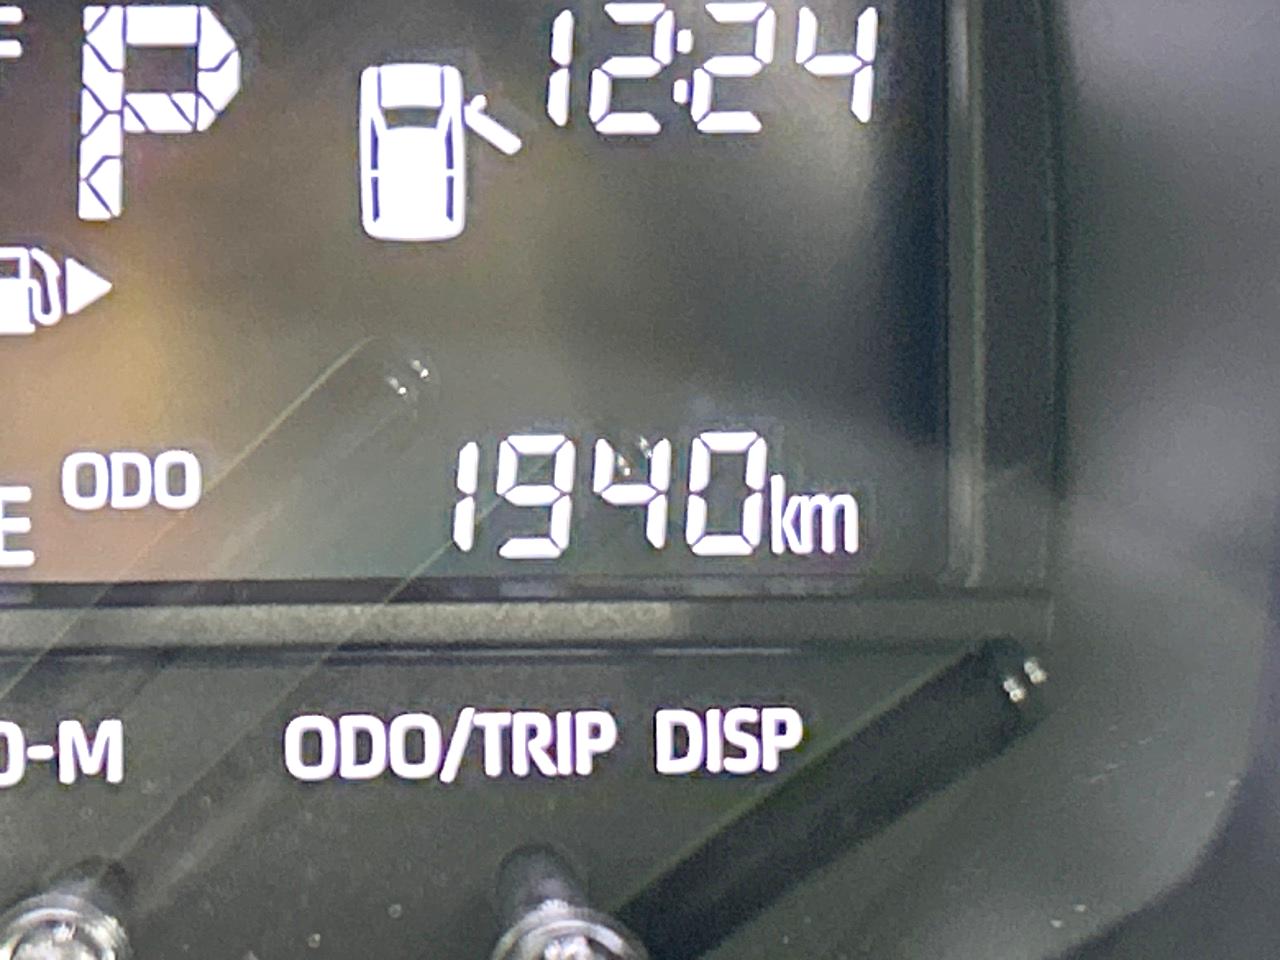 F P 12:24
ODO 1940km
E
O-M ODO/TRIP DISP